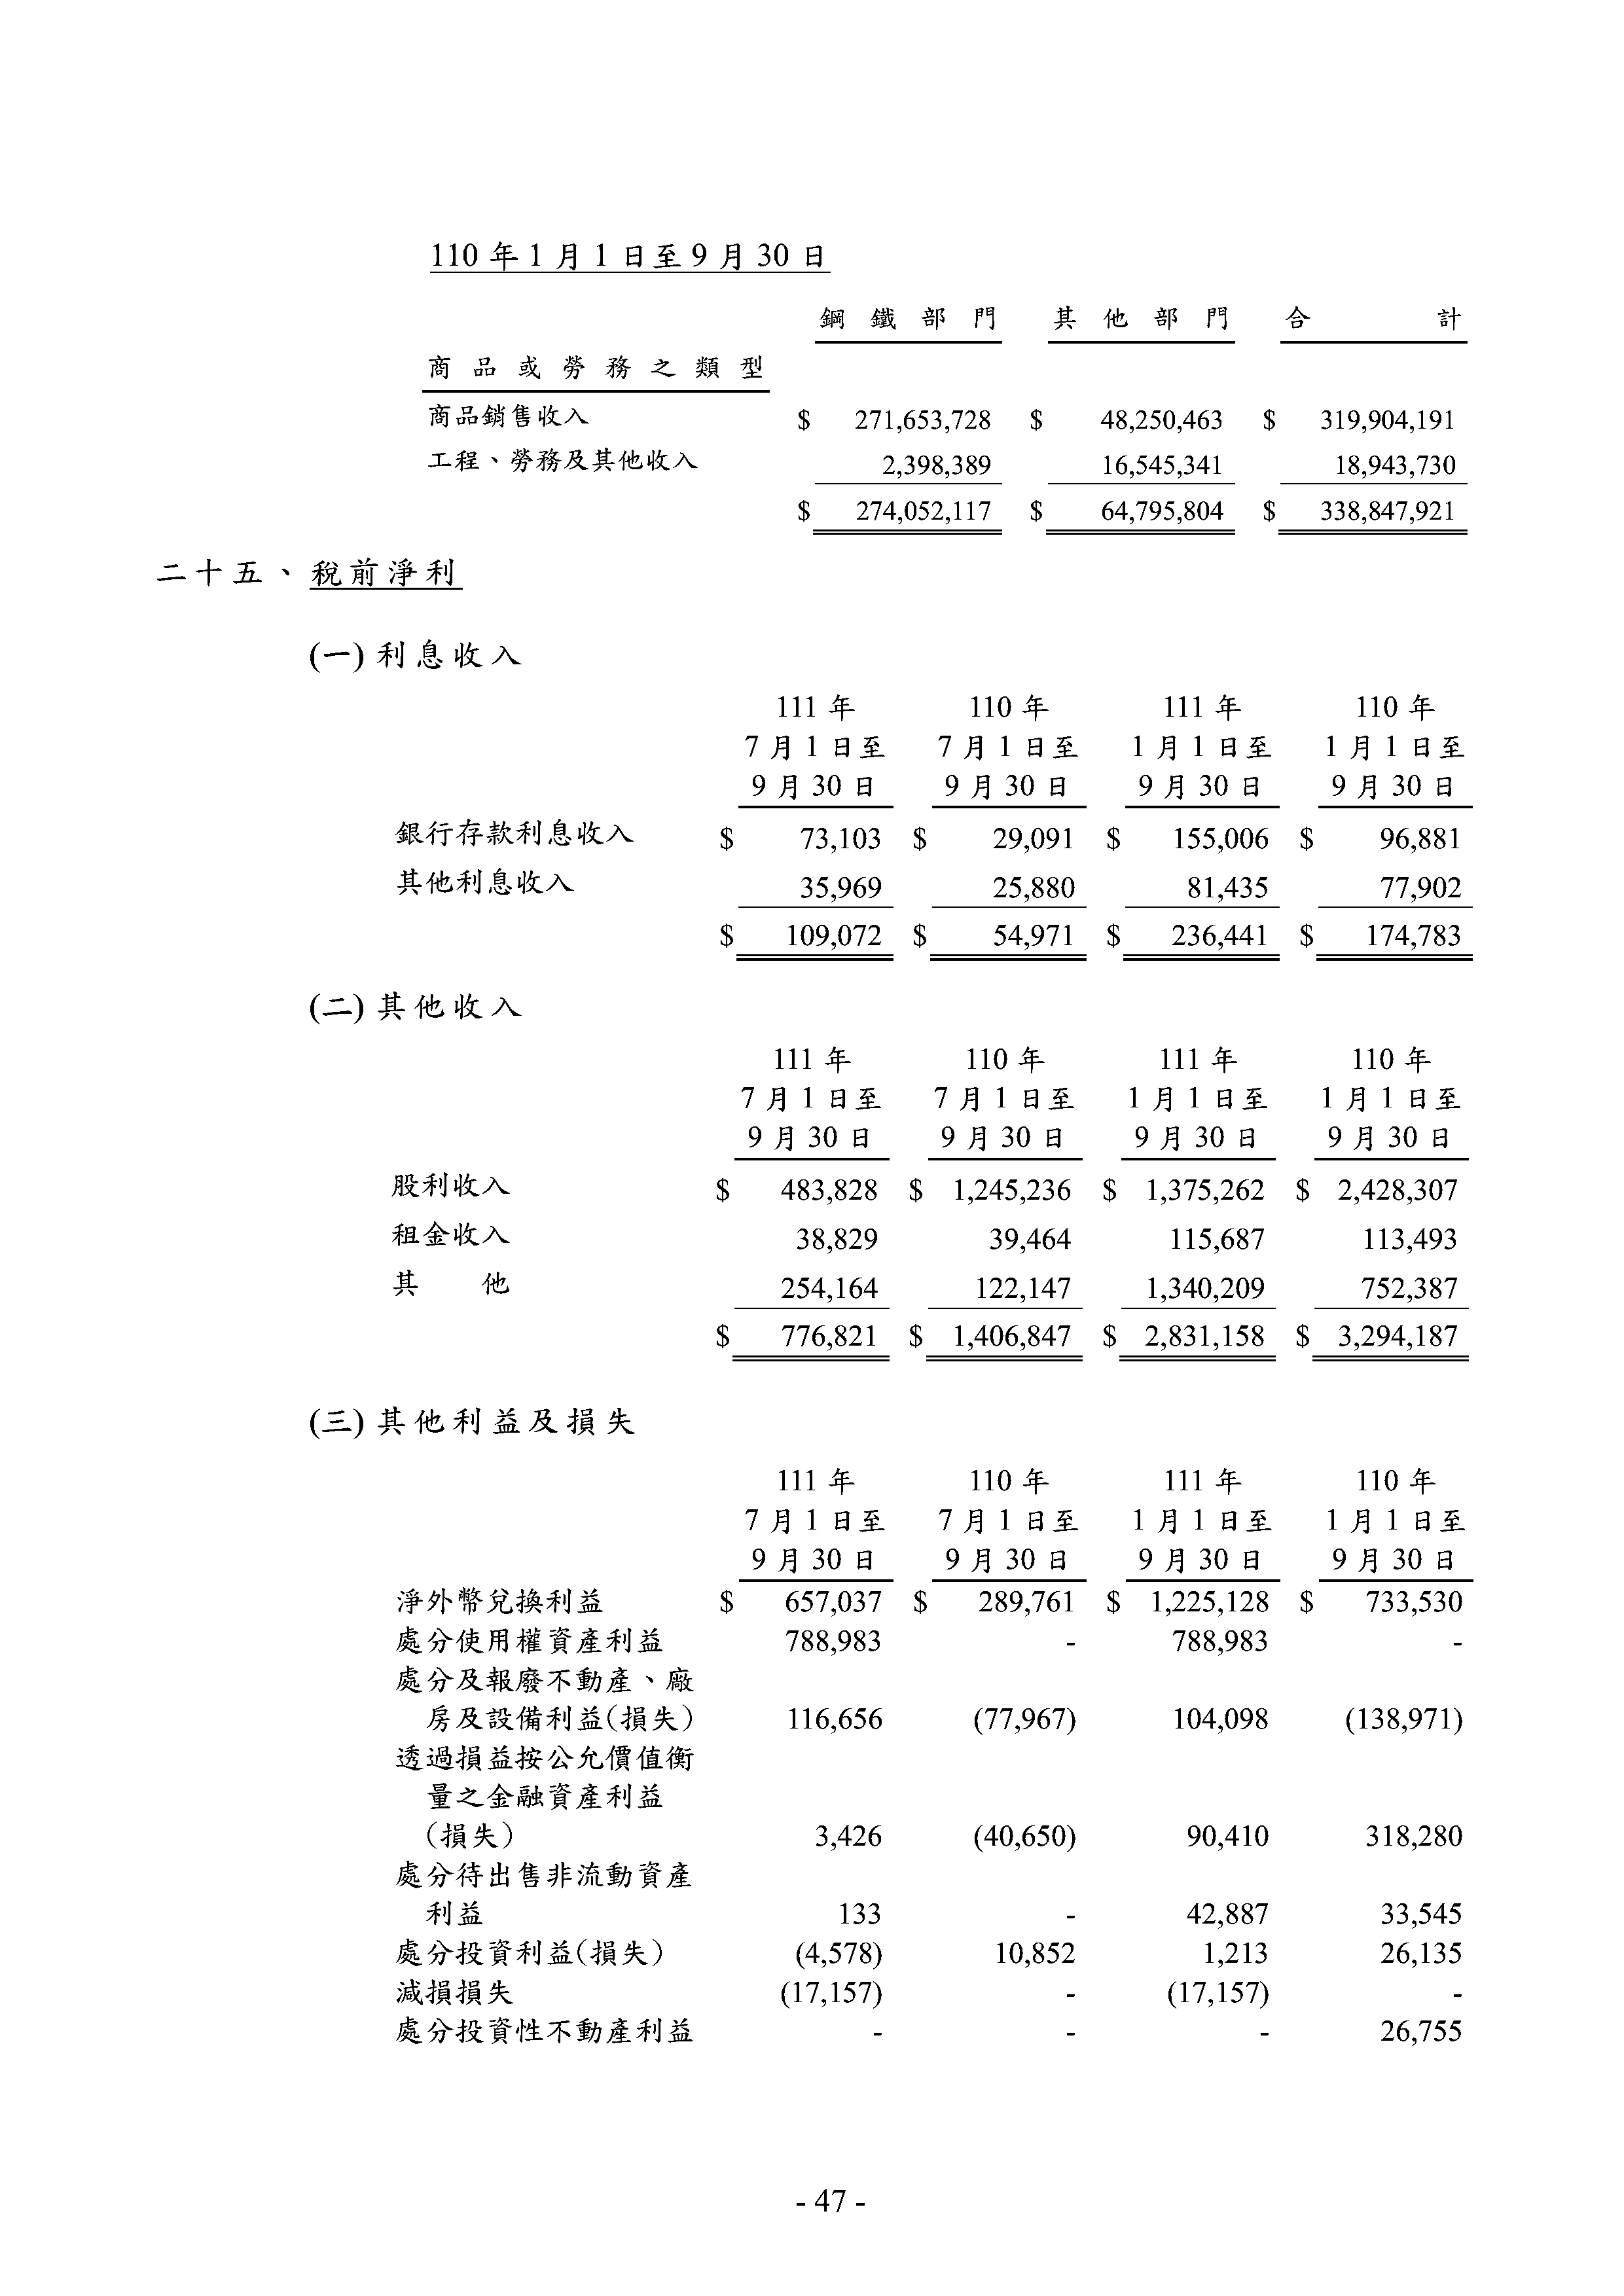 110 年 1 月 1 日至 9 月 30 日
鋼鐵部門 其他部門 合計
商品或勞務之類型
商品銷售收入 $ 271,653,728 $ 48,250,463 $ 319,904,191
工程、勞務及其他收入 2,398,389 16,545,341 18,943,730
$ 274,052,117 $ 64,795,804 $ 338,847,921
二十五、稅前淨利
(一) 利息收入
111 年 110 年 111 年 110 年
7 月 1 日至 7 月 1 日至 1 月 1 日至 1 月 1 日至
9 月 30 日 9 月 30 日 9 月 30 日 9 月 30 日
銀行存款利息收入 $ 73,103 $ 29,091 $ 155,006 $ 96,881
其他利息收入 35,969 25,880 81,435 77,902
$ 109,072 $ 54,971 $ 236,441 $ 174,783
(二) 其他收入
111 年 110 年 111 年 110 年
7 月 1 日至 7 月 1 日至 1 月 1 日至 1 月 1 日至
9 月 30 日 9 月 30 日 9 月 30 日 9 月 30 日
股利收入 $ 483,828 $ 1,245,236 $ 1,375,262 $ 2,428,307
租金收入 38,829 39,464 115,687 113,493
其他 254,164 122,147 1,340,209 752,387
$ 776,821 $ 1,406,847 $ 2,831,158 $ 3,294,187
(三) 其他利益及損失
111 年 110 年 111 年 110 年
7 月 1 日至 7 月 1 日至 1 月 1 日至 1 月 1 日至
9 月 30 日 9 月 30 日 9 月 30 日 9 月 30 日
淨外幣兌換利益 $ 657,037 $ 289,761 $ 1,225,128 $ 733,530
處分使用權資產利益 788,983 - 788,983 -
處分及報廢不動產、廠
房及設備利益(損失) 116,656 (77,967) 104,098 (138,971)
透過損益按公允價值衡
量之金融資產利益
(損失) 3,426 (40,650) 90,410 318,280
處分待出售非流動資產
利益 133 - 42,887 33,545
處分投資利益(損失) (4,578) 10,852 1,213 26,135
減損損失 (17,157) - (17,157) -
處分投資性不動產利益 - - - 26,755
- 47 -